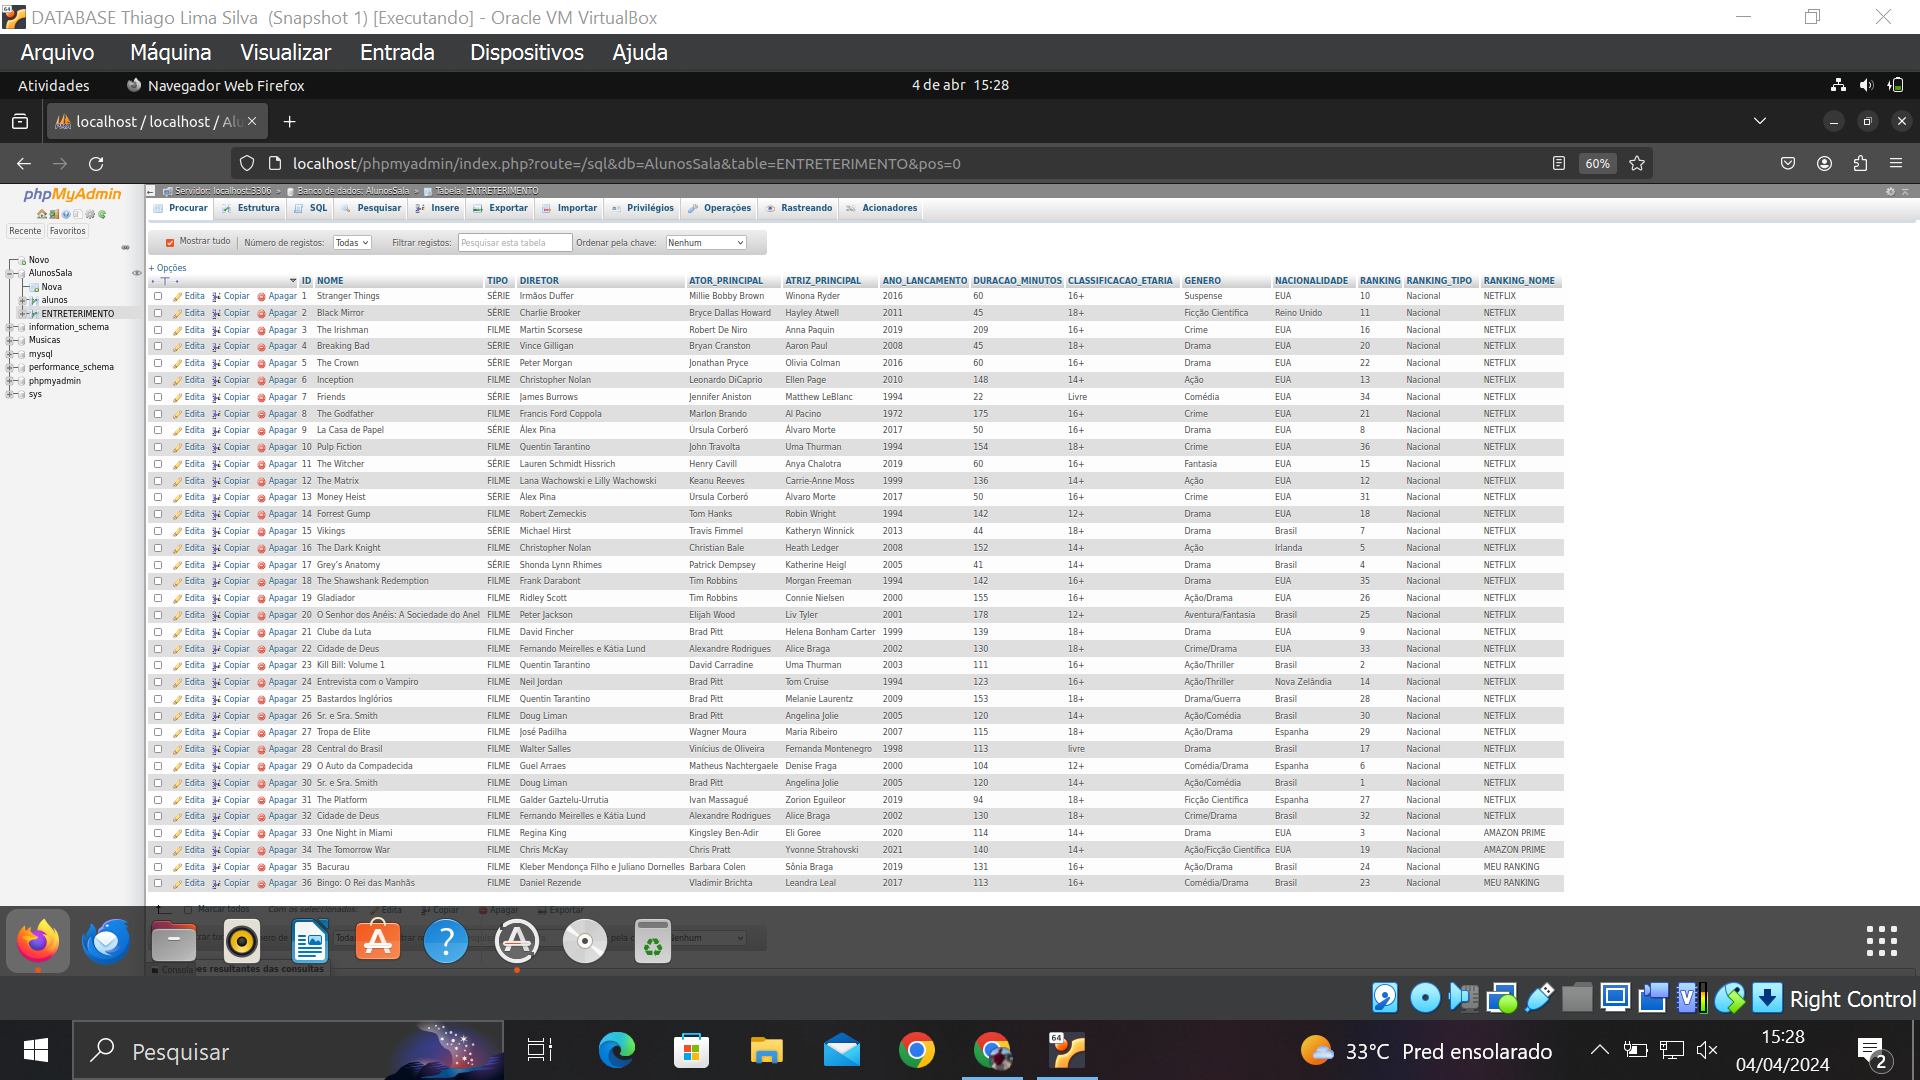 DATABASE Thiago Lima Silva (Snapshot 1) [Executando] - Oracle VM VirtualBox
Arquivo Máquina Visualizar Entrada Dispositivos Ajuda
Atividades Navegador Web Firefox 4 de abr 15:28
localhost / localhost / Alu
localhost/phpmyadmin/index.php?route=/sql&db=AlunosSala&table=ENTRETERIMENTO&pos=0 60%
phpMyAdmin
Recente Favoritos
Novo
AlunosSala
Nova
alunos
ENTRETERIMENTO
information_schema
Musicas
mysql
performance_schema
phpmyadmin
sys
Servidor: localhost:3306 » Banco de dados: AlunosSala » Tabela: ENTRETERIMENTO
Procurar Estrutura SQL Pesquisar Insere Exportar Importar Privilégios Operações Rastreando Acionadores
Mostrar tudo Número de registos: Todas Filtrar registos: Pesquisar esta tabela Ordenar pela chave: Nenhum
+ Opções
ID NOME TIPO DIRETOR ATOR_PRINCIPAL ATRIZ_PRINCIPAL ANO_LANCAMENTO DURACAO_MINUTOS CLASSIFICACAO_ETARIA GENERO NACIONALIDADE RANKING RANKING_TIPO RANKING_NOME
Edita Copiar Apagar 1 Stranger Things SÉRIE Irmãos Duffer Millie Bobby Brown Winona Ryder 2016 60 16+ Suspense EUA 10 Nacional NETFLIX
Edita Copiar Apagar 2 Black Mirror SÉRIE Charlie Brooker Bryce Dallas Howard Hayley Atwell 2011 45 18+ Ficção Científica Reino Unido 11 Nacional NETFLIX
Edita Copiar Apagar 3 The Irishman FILME Martin Scorsese Robert De Niro Anna Paquin 2019 209 16+ Crime EUA 16 Nacional NETFLIX
Edita Copiar Apagar 4 Breaking Bad SÉRIE Vince Gilligan Bryan Cranston Aaron Paul 2008 45 18+ Drama EUA 20 Nacional NETFLIX
Edita Copiar Apagar 5 The Crown SÉRIE Peter Morgan Jonathan Pryce Olivia Colman 2016 60 16+ Drama EUA 22 Nacional NETFLIX
Edita Copiar Apagar 6 Inception FILME Christopher Nolan Leonardo DiCaprio Ellen Page 2010 148 14+ Ação EUA 13 Nacional NETFLIX
Edita Copiar Apagar 7 Friends SÉRIE James Burrows Jennifer Aniston Matthew LeBlanc 1994 22 Livre Comédia EUA 34 Nacional NETFLIX
Edita Copiar Apagar 8 The Godfather FILME Francis Ford Coppola Marlon Brando Al Pacino 1972 175 16+ Crime EUA 21 Nacional NETFLIX
Edita Copiar Apagar 9 La Casa de Papel SÉRIE Álex Pina Úrsula Corberó Álvaro Morte 2017 50 16+ Drama EUA 8 Nacional NETFLIX
Edita Copiar Apagar 10 Pulp Fiction FILME Quentin Tarantino John Travolta Uma Thurman 1994 154 18+ Crime EUA 36 Nacional NETFLIX
Edita Copiar Apagar 11 The Witcher SÉRIE Lauren Schmidt Hissrich Henry Cavill Anya Chalotra 2019 60 16+ Fantasia EUA 15 Nacional NETFLIX
Edita Copiar Apagar 12 The Matrix FILME Lana Wachowski e Lilly Wachowski Keanu Reeves Carrie-Anne Moss 1999 136 14+ Ação EUA 12 Nacional NETFLIX
Edita Copiar Apagar 13 Money Heist SÉRIE Álex Pina Úrsula Corberó Álvaro Morte 2017 50 16+ Crime EUA 31 Nacional NETFLIX
Edita Copiar Apagar 14 Forrest Gump FILME Robert Zemeckis Tom Hanks Robin Wright 1994 142 12+ Drama EUA 18 Nacional NETFLIX
Edita Copiar Apagar 15 Vikings SÉRIE Michael Hirst Travis Fimmel Katheryn Winnick 2013 44 18+ Drama Brasil 7 Nacional NETFLIX
Edita Copiar Apagar 16 The Dark Knight FILME Christopher Nolan Christian Bale Heath Ledger 2008 152 14+ Ação Irlanda 5 Nacional NETFLIX
Edita Copiar Apagar 17 Grey's Anatomy SÉRIE Shonda Lynn Rhimes Patrick Dempsey Katherine Heigl 2005 41 14+ Drama Brasil 4 Nacional NETFLIX
Edita Copiar Apagar 18 The Shawshank Redemption FILME Frank Darabont Tim Robbins Morgan Freeman 1994 142 16+ Drama EUA 35 Nacional NETFLIX
Edita Copiar Apagar 19 Gladiador FILME Ridley Scott Tim Robbins Connie Nielsen 2000 155 16+ Ação/Drama EUA 26 Nacional NETFLIX
Edita Copiar Apagar 20 O Senhor dos Anéis: A Sociedade do Anel FILME Peter Jackson Elijah Wood Liv Tyler 2001 178 12+ Aventura/Fantasia Brasil 25 Nacional NETFLIX
Edita Copiar Apagar 21 Clube da Luta FILME David Fincher Brad Pitt Helena Bonham Carter 1999 139 18+ Drama EUA 9 Nacional NETFLIX
Edita Copiar Apagar 22 Cidade de Deus FILME Fernando Meirelles e Kátia Lund Alexandre Rodrigues Alice Braga 2002 130 18+ Crime/Drama EUA 33 Nacional NETFLIX
Edita Copiar Apagar 23 Kill Bill: Volume 1 FILME Quentin Tarantino David Carradine Uma Thurman 2003 111 16+ Ação/Thriller Brasil 2 Nacional NETFLIX
Edita Copiar Apagar 24 Entrevista com o Vampiro FILME Neil Jordan Brad Pitt Tom Cruise 1994 123 16+ Ação/Thriller Nova Zelândia 14 Nacional NETFLIX
Edita Copiar Apagar 25 Bastardos Inglórios FILME Quentin Tarantino Brad Pitt Melanie Laurentz 2009 153 18+ Drama/Guerra Brasil 28 Nacional NETFLIX
Edita Copiar Apagar 26 Sr. e Sra. Smith FILME Doug Liman Brad Pitt Angelina Jolie 2005 120 14+ Ação/Comédia Brasil 30 Nacional NETFLIX
Edita Copiar Apagar 27 Tropa de Elite FILME José Padilha Wagner Moura Maria Ribeiro 2007 115 18+ Ação/Drama Espanha 29 Nacional NETFLIX
Edita Copiar Apagar 28 Central do Brasil FILME Walter Salles Vinícius de Oliveira Fernanda Montenegro 1998 113 livre Drama Brasil 17 Nacional NETFLIX
Edita Copiar Apagar 29 O Auto da Compadecida FILME Guel Arraes Matheus Nachtergaele Denise Fraga 2000 104 12+ Comédia/Drama Espanha 6 Nacional NETFLIX
Edita Copiar Apagar 30 Sr. e Sra. Smith FILME Doug Liman Brad Pitt Angelina Jolie 2005 120 14+ Ação/Comédia Brasil 1 Nacional NETFLIX
Edita Copiar Apagar 31 The Platform FILME Galder Gaztelu-Urrutia Ivan Massagué Zorion Eguileor 2019 94 18+ Ficção Científica Espanha 27 Nacional NETFLIX
Edita Copiar Apagar 32 Cidade de Deus FILME Fernando Meirelles e Kátia Lund Alexandre Rodrigues Alice Braga 2002 130 18+ Crime/Drama Brasil 32 Nacional NETFLIX
Edita Copiar Apagar 33 One Night in Miami FILME Regina King Kingsley Ben-Adir Eli Goree 2020 114 14+ Drama EUA 3 Nacional AMAZON PRIME
Edita Copiar Apagar 34 The Tomorrow War FILME Chris McKay Chris Pratt Yvonne Strahovski 2021 140 14+ Ação/Ficção Científica EUA 19 Nacional AMAZON PRIME
Edita Copiar Apagar 35 Bacurau FILME Kleber Mendonça Filho e Juliano Dornelles Barbara Colen Sônia Braga 2019 131 16+ Ação/Drama Brasil 24 Nacional MEU RANKING
Edita Copiar Apagar 36 Bingo: O Rei das Manhãs FILME Daniel Rezende Vladimir Brichta Leandra Leal 2017 113 16+ Comédia/Drama Brasil 23 Nacional MEU RANKING
Marcar todos Com os seleccionados: Edita Copiar Apagar Exportar
Nenhum
Consola es resultantes das consultas
Right Control
Pesquisar 64 33°C Pred ensolarado 15:28
04/04/2024 2